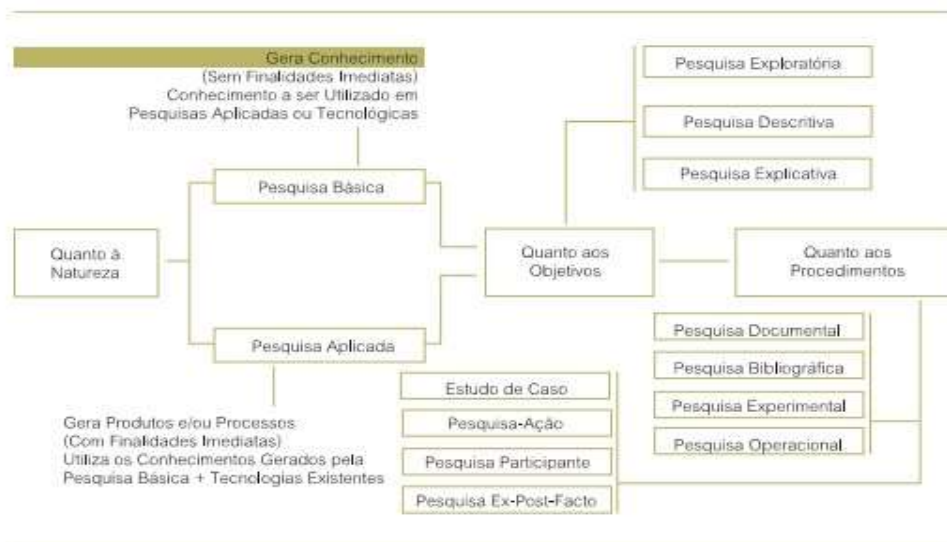 Gera Conhecimento
(Sem Finalidades Imediatas)
Conhecimento a ser Utilizado em
Pesquisas Aplicadas ou Tecnológicas
Pesquisa Exploratória
Pesquisa Descritiva
Pesquisa Explicativa
Pesquisa Básica
Quanto à
Natureza
Quanto aos
Objetivos
Quanto aos
Procedimentos
Pesquisa Aplicada
Gera Produtos e/ou Processos
(Com Finalidades Imediatas)
Utiliza os Conhecimentos Gerados pela
Pesquisa Básica + Tecnologias Existentes
Estudo de Caso
Pesquisa-Ação
Pesquisa Participante
Pesquisa Ex-Post-Facto
Pesquisa Documental
Pesquisa Bibliográfica
Pesquisa Experimental
Pesquisa Operacional